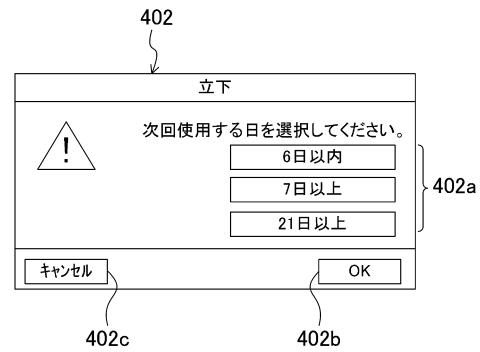 402
立下
次回使用する日を選択してください。
6日以内
7日以上
21日以上
402a
キャンセル
OK
402c
402b